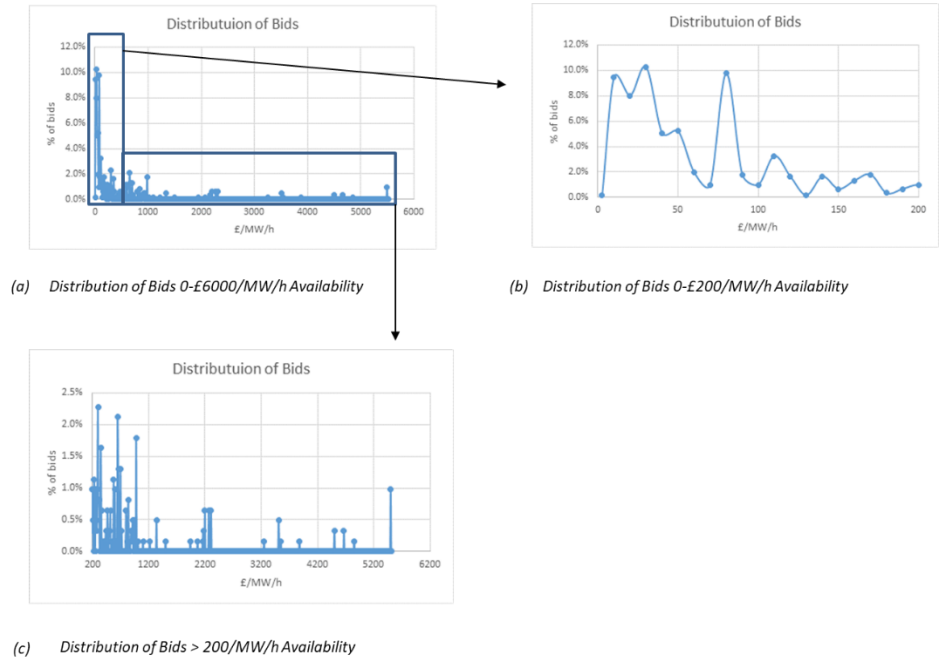 Distributuion of Bids
12.0%
10.0%
8.0%
6.0%
4.0%
2.0%
0.0%
% of bids
0 1000 2000 3000 4000 5000 6000
£/MW/h
(a) Distribution of Bids 0-£6000/MW/h Availability
Distributuion of Bids
12.0%
10.0%
8.0%
6.0%
4.0%
2.0%
0.0%
% of bids
0 50 100 150 200
£/MW/h
(b) Distribution of Bids 0-£200/MW/h Availability
Distributuion of Bids
2.5%
2.0%
1.5%
1.0%
0.5%
0.0%
% of bids
200 1200 2200 3200 4200 5200 6200
£/MW/h
(c) Distribution of Bids > 200/MW/h Availability